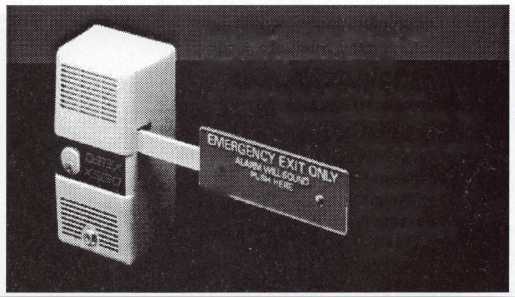 EMERGENCY EXIT ONLY
ALARM WILL SOUND
PUSH HERE